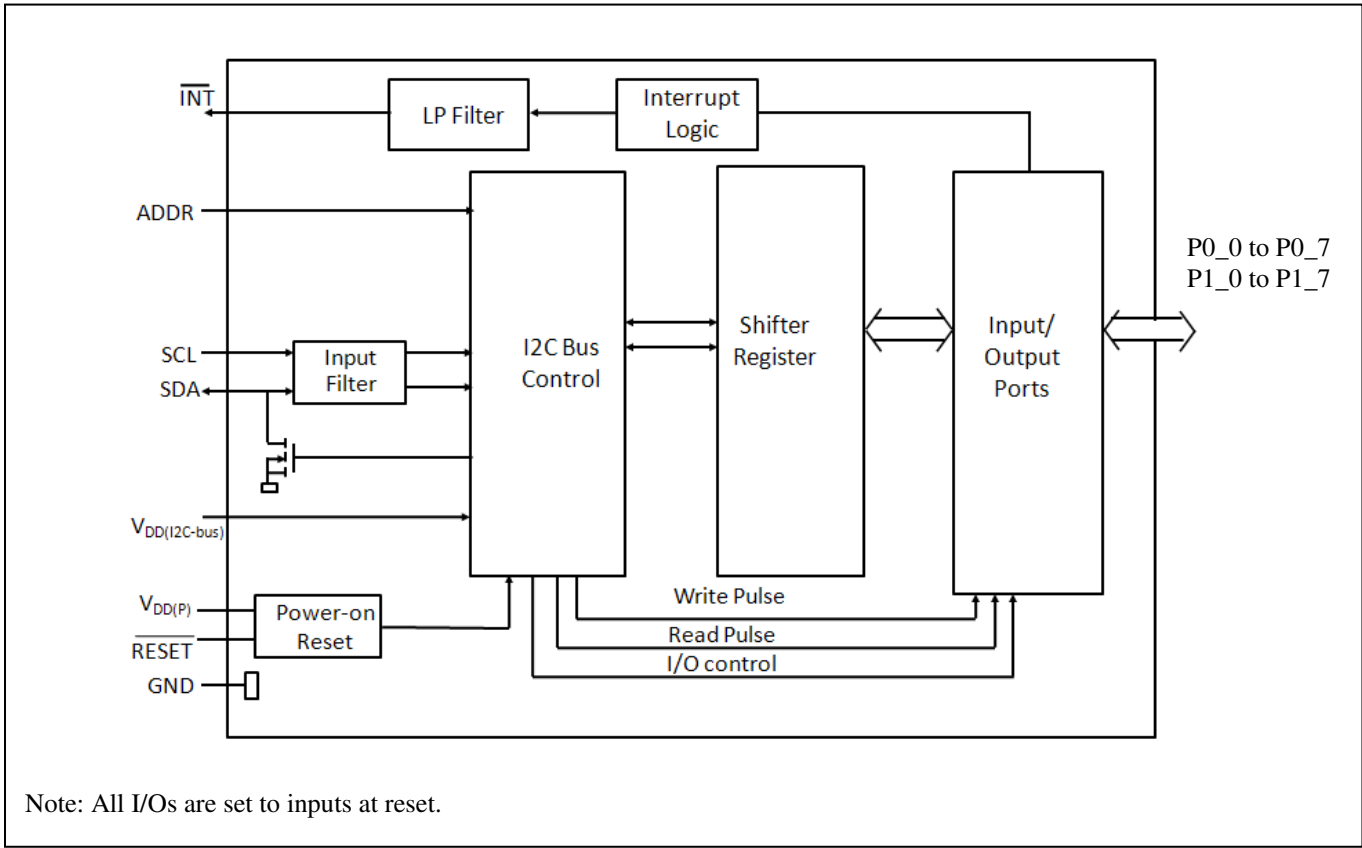 INT
LP Filter
Interrupt
Logic
ADDR
P0_0 to P0_7
P1_0 to P1_7
SCL
SDA
Input
Filter
I2C Bus
Control
Shifter
Register
Input/
Output
Ports
VDD(I2C-bus)
VDD(P)
RESET
GND
Power-on
Reset
Write Pulse
Read Pulse
I/O control
Note: All I/Os are set to inputs at reset.